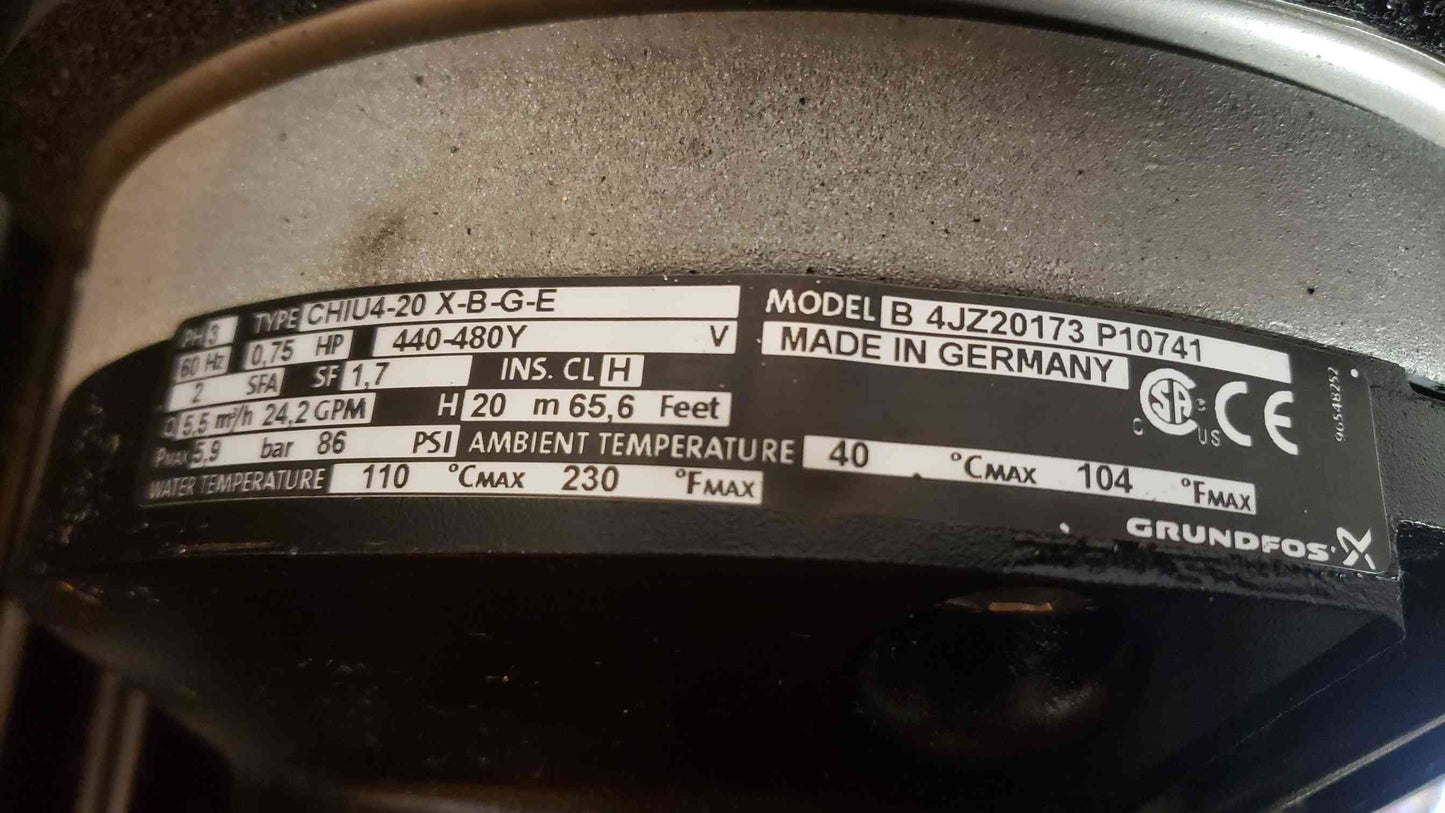 PH 3 TYPE CHIU4-20 X-B-G-E
60 Hz 0,75 HP 440-480Y V
2 SFA SF 1,7 INS. CL H
Q 5,5 m³/h 24,2 GPM H 20 m 65,6 Feet
PMAX 5,9 bar 86 PSI AMBIENT TEMPERATURE 40 °CMAX 104 °FMAX
WATER TEMPERATURE 110 °CMAX 230 °FMAX
MODEL B 4JZ20173 P10741
MADE IN GERMANY
C SA US CE
96548252
GRUNDFOS